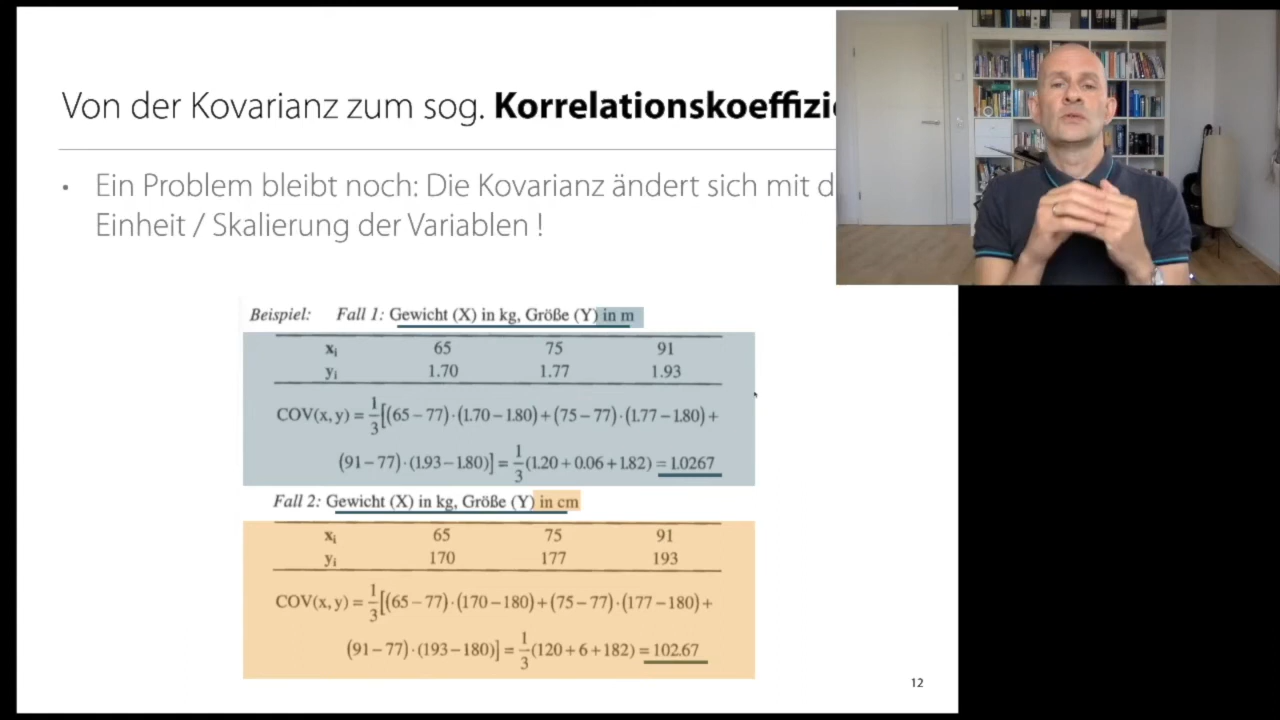 Von der Kovarianz zum sog. Korrelationskoeffizie
• Ein Problem bleibt noch: Die Kovarianz ändert sich mit d
Einheit / Skalierung der Variablen !
Beispiel: Fall 1: Gewicht (X) in kg, Größe (Y) in m
xᵢ 65 75 91
yᵢ 1.70 1.77 1.93
COV(x, y) = 1/3[(65 − 77)·(1.70 − 1.80) + (75 − 77)·(1.77 − 1.80) +
(91 − 77)·(1.93 − 1.80)] = 1/3(1.20 + 0.06 + 1.82) = 1.0267
Fall 2: Gewicht (X) in kg, Größe (Y) in cm
xᵢ 65 75 91
yᵢ 170 177 193
COV(x, y) = 1/3[(65 − 77)·(170 − 180) + (75 − 77)·(177 − 180) +
(91 − 77)·(193 − 180)] = 1/3(120 + 6 + 182) = 102.67
12